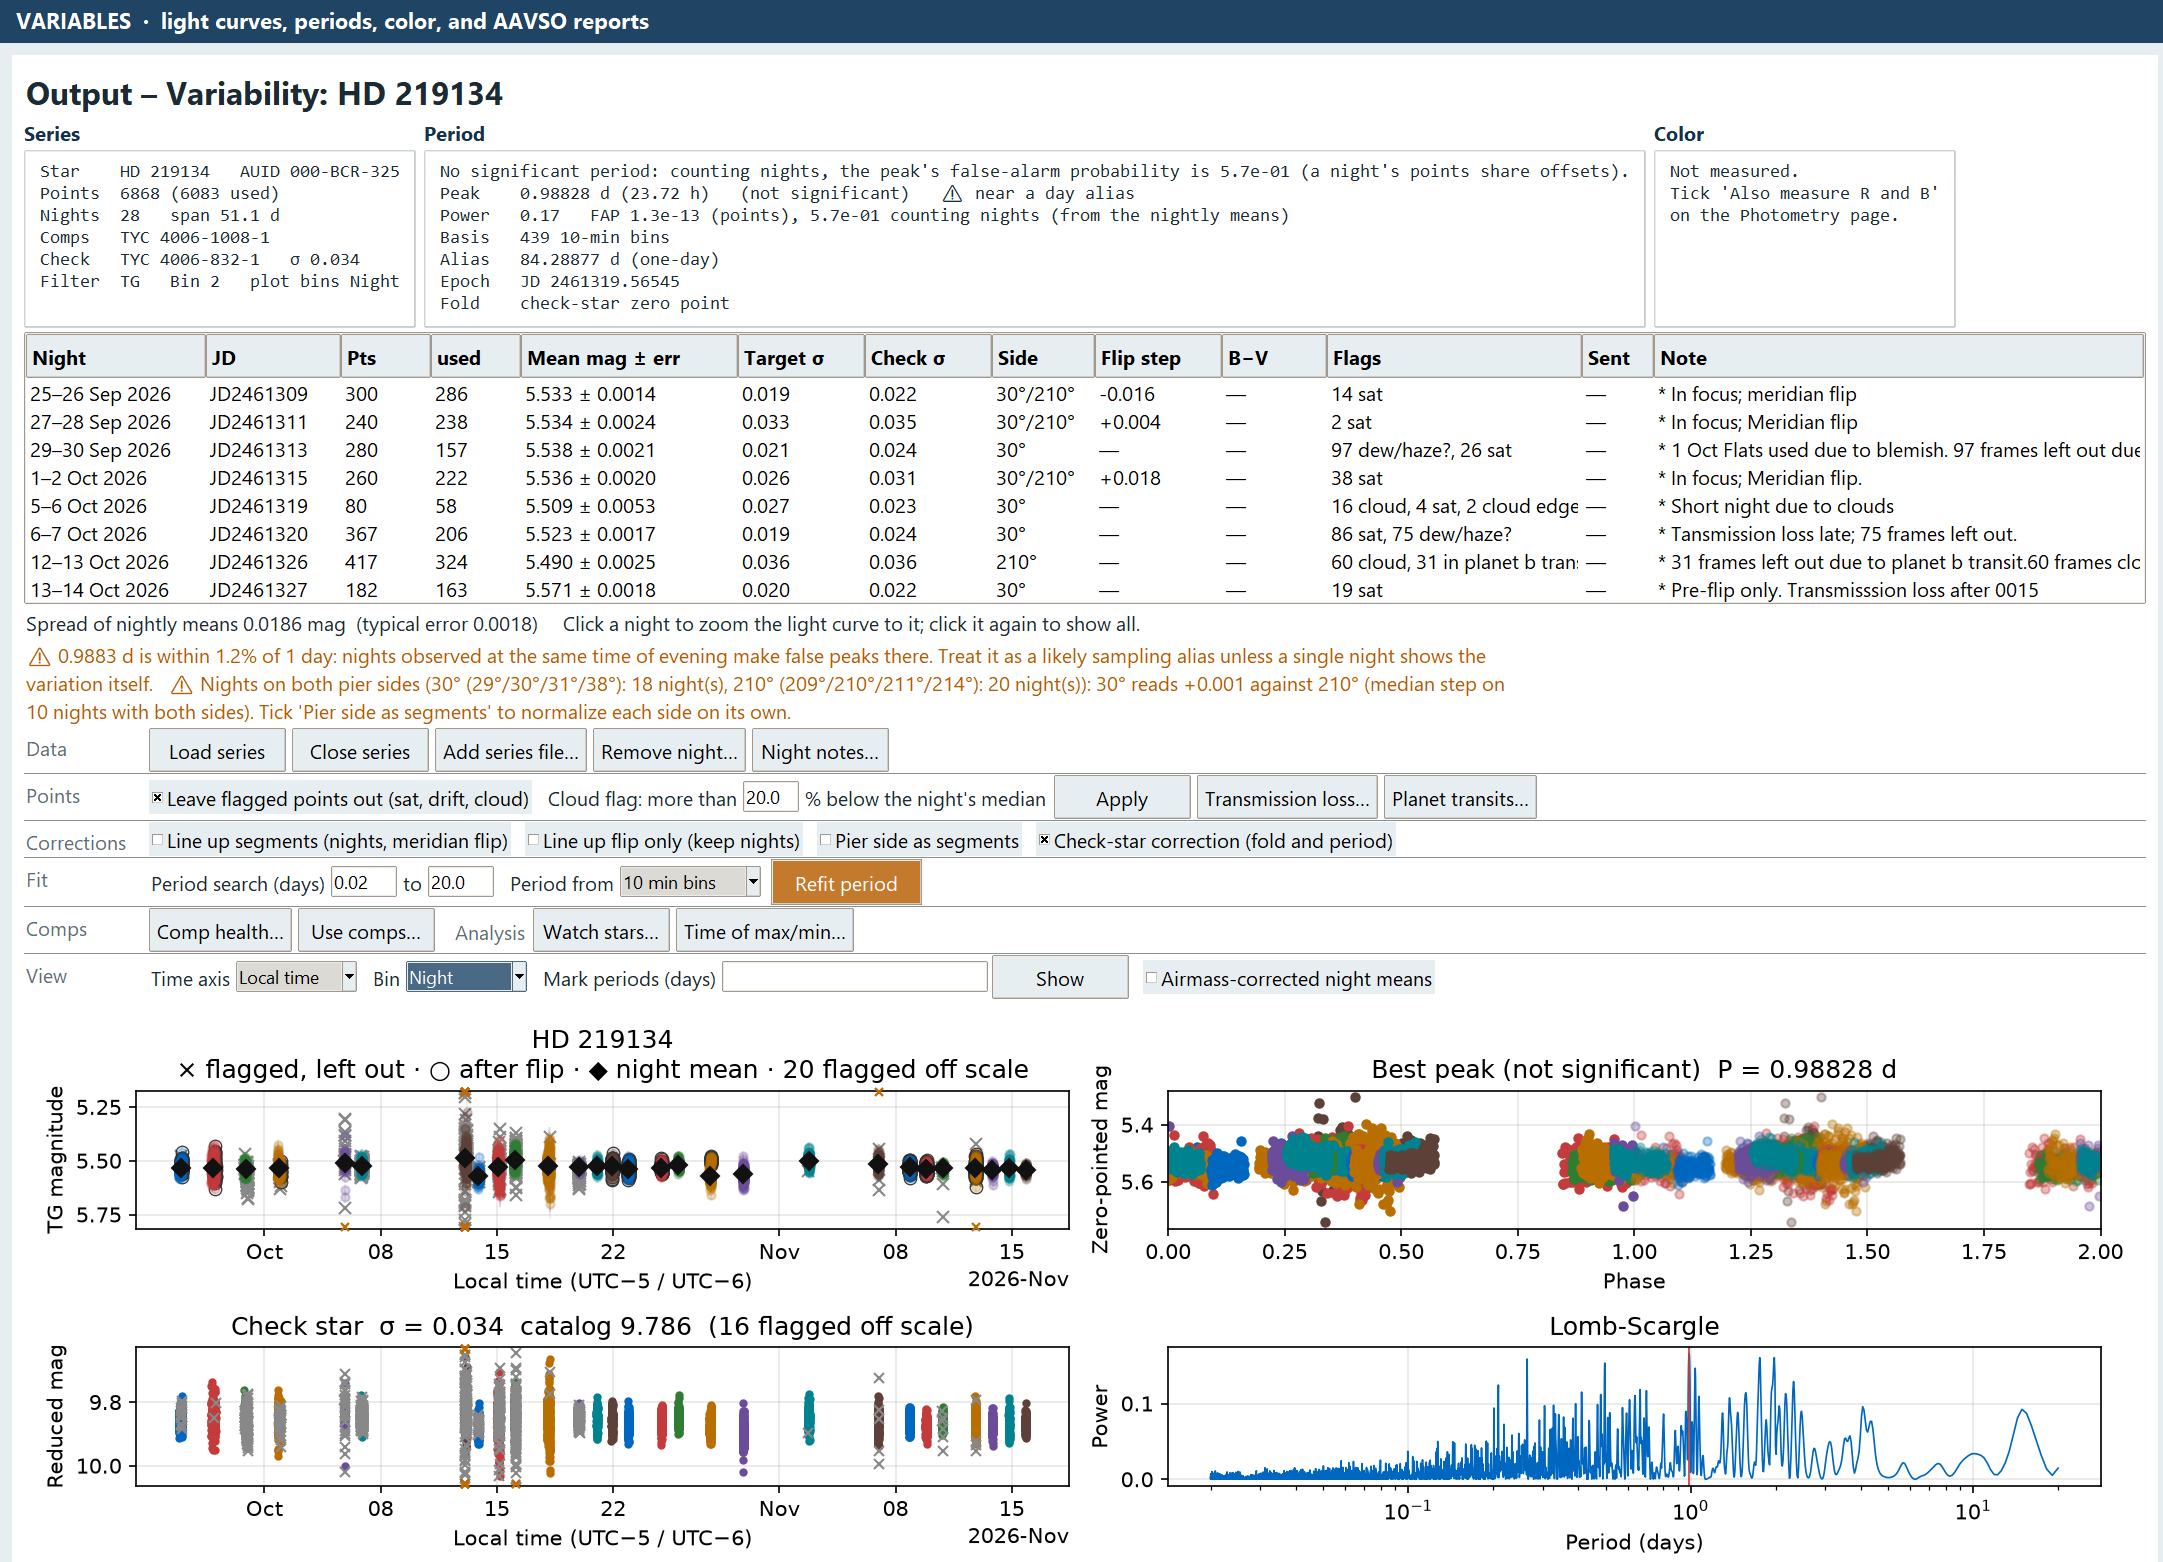 VARIABLES · light curves, periods, color, and AAVSO reports
Output – Variability: HD 219134
Series
Star HD 219134 AUID 000-BCR-325
Points 6868 (6083 used)
Nights 28 span 51.1 d
Comps TYC 4006-1008-1
Check TYC 4006-832-1 σ 0.034
Filter TG Bin 2 plot bins Night
Period
No significant period: counting nights, the peak's false-alarm probability is 5.7e-01 (a night's points share offsets).
Peak 0.98828 d (23.72 h) (not significant) ⚠ near a day alias
Power 0.17 FAP 1.3e-13 (points), 5.7e-01 counting nights (from the nightly means)
Basis 439 10-min bins
Alias 84.28877 d (one-day)
Epoch JD 2461319.56545
Fold check-star zero point
Color
Not measured.
Tick 'Also measure R and B'
on the Photometry page.
Night JD Pts used Mean mag ± err Target σ Check σ Side Flip step B−V Flags Sent Note
25–26 Sep 2026 JD2461309 300 286 5.533 ± 0.0014 0.019 0.022 30°/210° -0.016 — 14 sat — * In focus; meridian flip
27–28 Sep 2026 JD2461311 240 238 5.534 ± 0.0024 0.033 0.035 30°/210° +0.004 — 2 sat — * In focus; Meridian flip
29–30 Sep 2026 JD2461313 280 157 5.538 ± 0.0021 0.021 0.024 30° — — 97 dew/haze?, 26 sat — * 1 Oct Flats used due to blemish. 97 frames left out due
1–2 Oct 2026 JD2461315 260 222 5.536 ± 0.0020 0.026 0.031 30°/210° +0.018 — 38 sat — * In focus; Meridian flip.
5–6 Oct 2026 JD2461319 80 58 5.509 ± 0.0053 0.027 0.023 30° — — 16 cloud, 4 sat, 2 cloud edge — * Short night due to clouds
6–7 Oct 2026 JD2461320 367 206 5.523 ± 0.0017 0.019 0.024 30° — — 86 sat, 75 dew/haze? — * Tansmission loss late; 75 frames left out.
12–13 Oct 2026 JD2461326 417 324 5.490 ± 0.0025 0.036 0.036 210° — — 60 cloud, 31 in planet b trans — * 31 frames left out due to planet b transit.60 frames clo
13–14 Oct 2026 JD2461327 182 163 5.571 ± 0.0018 0.020 0.022 30° — — 19 sat — * Pre-flip only. Transmisssion loss after 0015
Spread of nightly means 0.0186 mag (typical error 0.0018) Click a night to zoom the light curve to it; click it again to show all.
⚠ 0.9883 d is within 1.2% of 1 day: nights observed at the same time of evening make false peaks there. Treat it as a likely sampling alias unless a single night shows the
variation itself. ⚠ Nights on both pier sides (30° (29°/30°/31°/38°): 18 night(s), 210° (209°/210°/211°/214°): 20 night(s)): 30° reads +0.001 against 210° (median step on
10 nights with both sides). Tick 'Pier side as segments' to normalize each side on its own.
Data Load series Close series Add series file... Remove night... Night notes...
Points Leave flagged points out (sat, drift, cloud) Cloud flag: more than 20.0 % below the night's median Apply Transmission loss... Planet transits...
Corrections Line up segments (nights, meridian flip) Line up flip only (keep nights) Pier side as segments Check-star correction (fold and period)
Fit Period search (days) 0.02 to 20.0 Period from 10 min bins Refit period
Comps Comp health... Use comps... Analysis Watch stars... Time of max/min...
View Time axis Local time Bin Night Mark periods (days) Show Airmass-corrected night means
HD 219134
× flagged, left out · ○ after flip · ◆ night mean · 20 flagged off scale
TG magnitude
5.25
5.50
5.75
Oct 08 15 22 Nov 08 15
Local time (UTC−5 / UTC−6)
2026-Nov
Best peak (not significant) P = 0.98828 d
Zero-pointed mag
5.4
5.6
0.00 0.25 0.50 0.75 1.00 1.25 1.50 1.75 2.00
Phase
Check star σ = 0.034 catalog 9.786 (16 flagged off scale)
Reduced mag
9.8
10.0
Oct 08 15 22 Nov 08 15
Local time (UTC−5 / UTC−6)
2026-Nov
Lomb-Scargle
Power
0.1
0.0
10⁻¹ 10⁰ 10¹
Period (days)